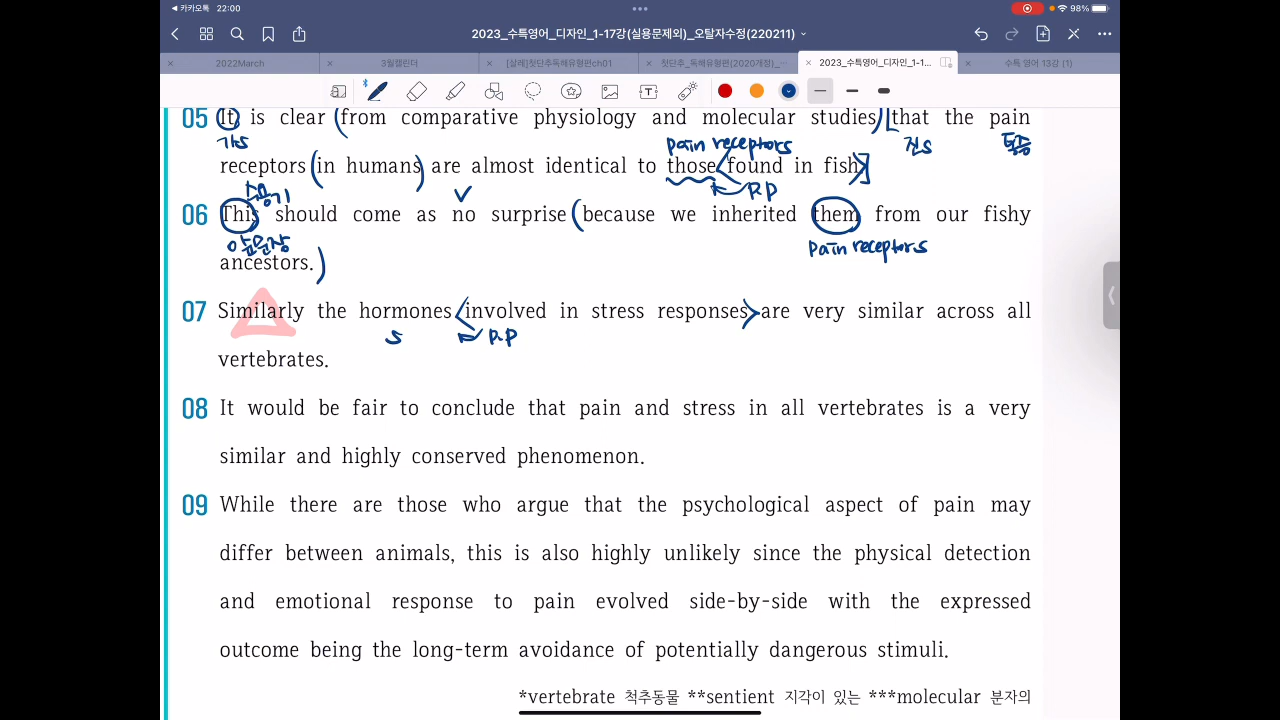 ◀ 카카오톡 22:00
98%
2023_수특영어_디자인_1-17강(실용문제외)_오탈자수정(220211)
2022March
3월캘린더
[살레]첫단추독해유형편ch01
첫단추_독해유형편(2020개정)_...
2023_수특영어_디자인_1-1...
수특 영어 13강 (1)
05 It is clear (from comparative physiology and molecular studies) [that the pain
가S pain receptors 진S 통증
receptors (in humans) are almost identical to those <found in fish>]
수용기 V P.P
06 This should come as no surprise (because we inherited them from our fishy
앞문장 pain receptors
ancestors.)
07 Similarly the hormones <involved in stress responses> are very similar across all
S P.P
vertebrates.
08 It would be fair to conclude that pain and stress in all vertebrates is a very
similar and highly conserved phenomenon.
09 While there are those who argue that the psychological aspect of pain may
differ between animals, this is also highly unlikely since the physical detection
and emotional response to pain evolved side-by-side with the expressed
outcome being the long-term avoidance of potentially dangerous stimuli.
*vertebrate 척추동물 **sentient 지각이 있는 ***molecular 분자의